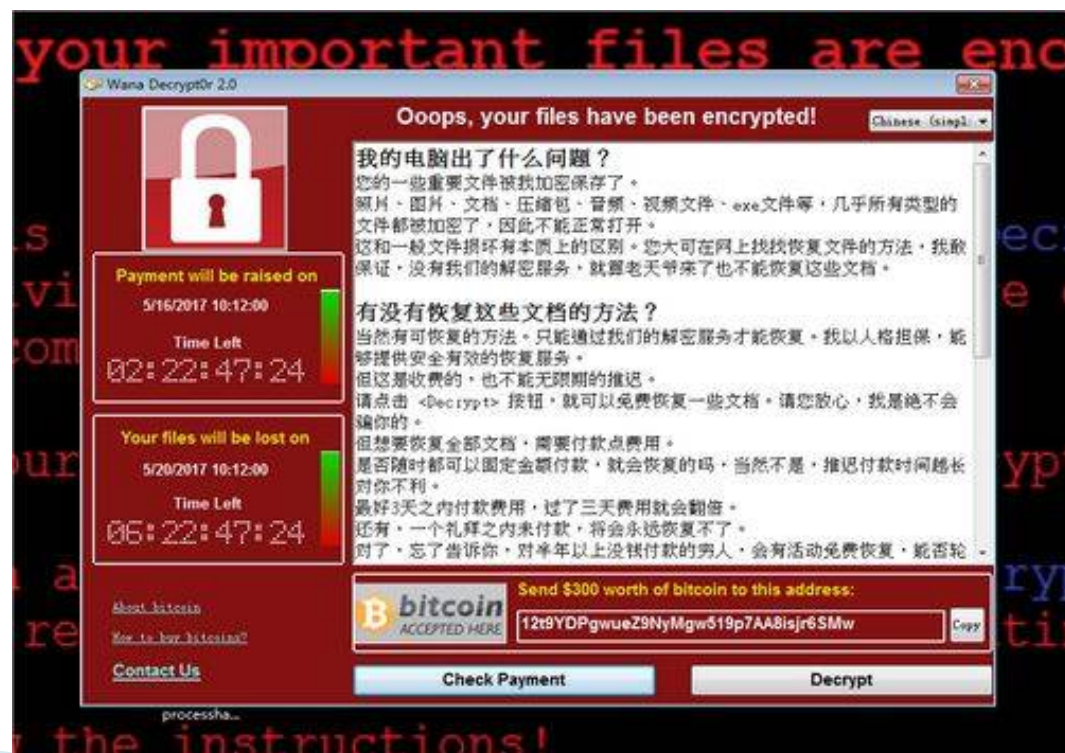 your important files are enc
Wana Decrypt0r 2.0
Ooops, your files have been encrypted!
Chinese (simpl:
我的电脑出了什么问题？
您的一些重要文件被我加密保存了。
照片、图片、文档、压缩包、音频、视频文件、exe文件等，几乎所有类型的
文件都被加密了，因此不能正常打开。
这和一般文件损坏有本质上的区别。您大可在网上找找恢复文件的方法，我敢
保证，没有我们的解密服务，就算老天爷来了也不能恢复这些文档。
有没有恢复这些文档的方法？
当然有可恢复的方法。只能通过我们的解密服务才能恢复。我以人格担保，能
够提供安全有效的恢复服务。
但这是收费的，也不能无限期的推迟。
请点击 <Decrypt> 按钮，就可以免费恢复一些文档。请您放心，我是绝不会
骗你的。
但想要恢复全部文档，需要付款点费用。
是否随时都可以固定金额付款，就会恢复的吗，当然不是，推迟付款时间越长
对你不利。
最好3天之内付款费用，过了三天费用就会翻倍。
还有，一个礼拜之内未付款，将会永远恢复不了。
对了，忘了告诉你，对半年以上没钱付款的穷人，会有活动免费恢复，能否轮
Payment will be raised on
5/16/2017 10:12:00
Time Left
02:22:47:24
Your files will be lost on
5/20/2017 10:12:00
Time Left
06:22:47:24
About bitcoin
How to buy bitcoins?
Contact Us
bitcoin
ACCEPTED HERE
Send $300 worth of bitcoin to this address:
12t9YDPgwueZ9NyMgw519p7AA8isjr6SMw
Copy
Check Payment
Decrypt
processha...
the instructions!